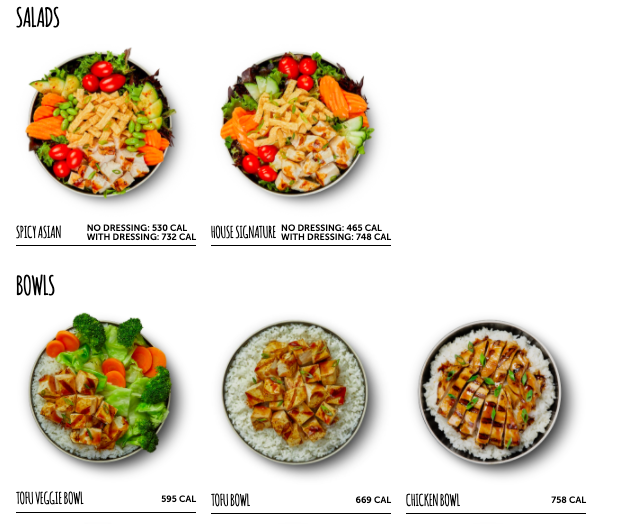 SALADS
SPICY ASIAN
NO DRESSING: 530 CAL
WITH DRESSING: 732 CAL
HOUSE SIGNATURE
NO DRESSING: 465 CAL
WITH DRESSING: 748 CAL
BOWLS
TOFU VEGGIE BOWL 595 CAL
TOFU BOWL 669 CAL
CHICKEN BOWL 758 CAL